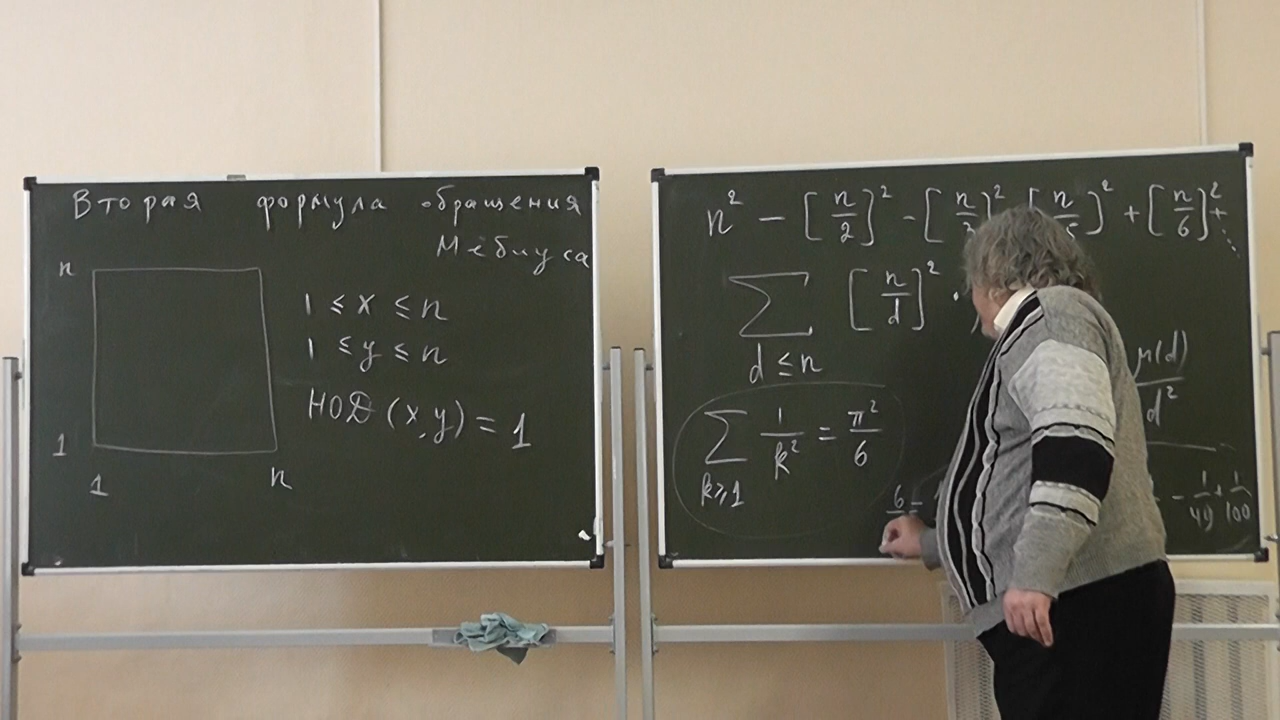 Вторая формула обращения
Мёбиуса
n
1 ≤ x ≤ n
1 ≤ y ≤ n
НОД (x, y) = 1
1
1 n
n² - [n/2]² - [n/3]² [n/5]² + [n/6]² + ...
∑ d ≤ n [n/d]² ·
μ(d)/d²
∑ k≥1 1/k² = π²/6
6 = - 1/49 + 1/100